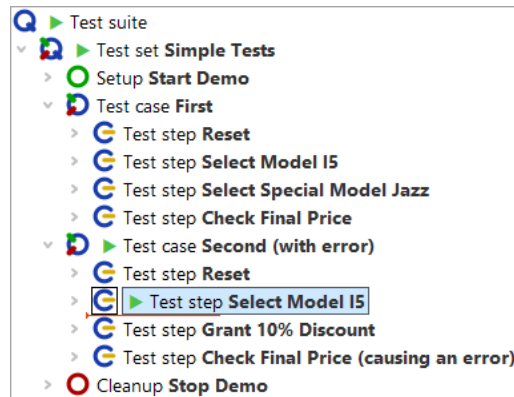 Test suite
Test set Simple Tests
Setup Start Demo
Test case First
Test step Reset
Test step Select Model I5
Test step Select Special Model Jazz
Test step Check Final Price
Test case Second (with error)
Test step Reset
Test step Select Model I5
Test step Grant 10% Discount
Test step Check Final Price (causing an error)
Cleanup Stop Demo